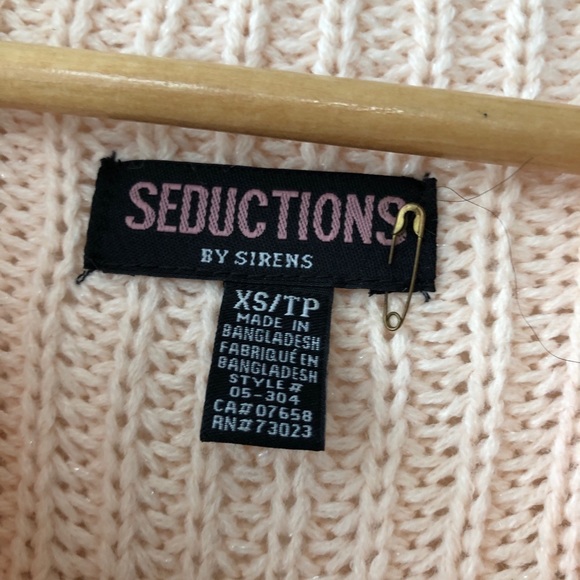 SEDUCTIONS
BY SIRENS
XS/TP
MADE IN
BANGLADESH
FABRIQUÉ EN
BANGLADESH
STYLE#
05-304
CA#07658
RN#73023